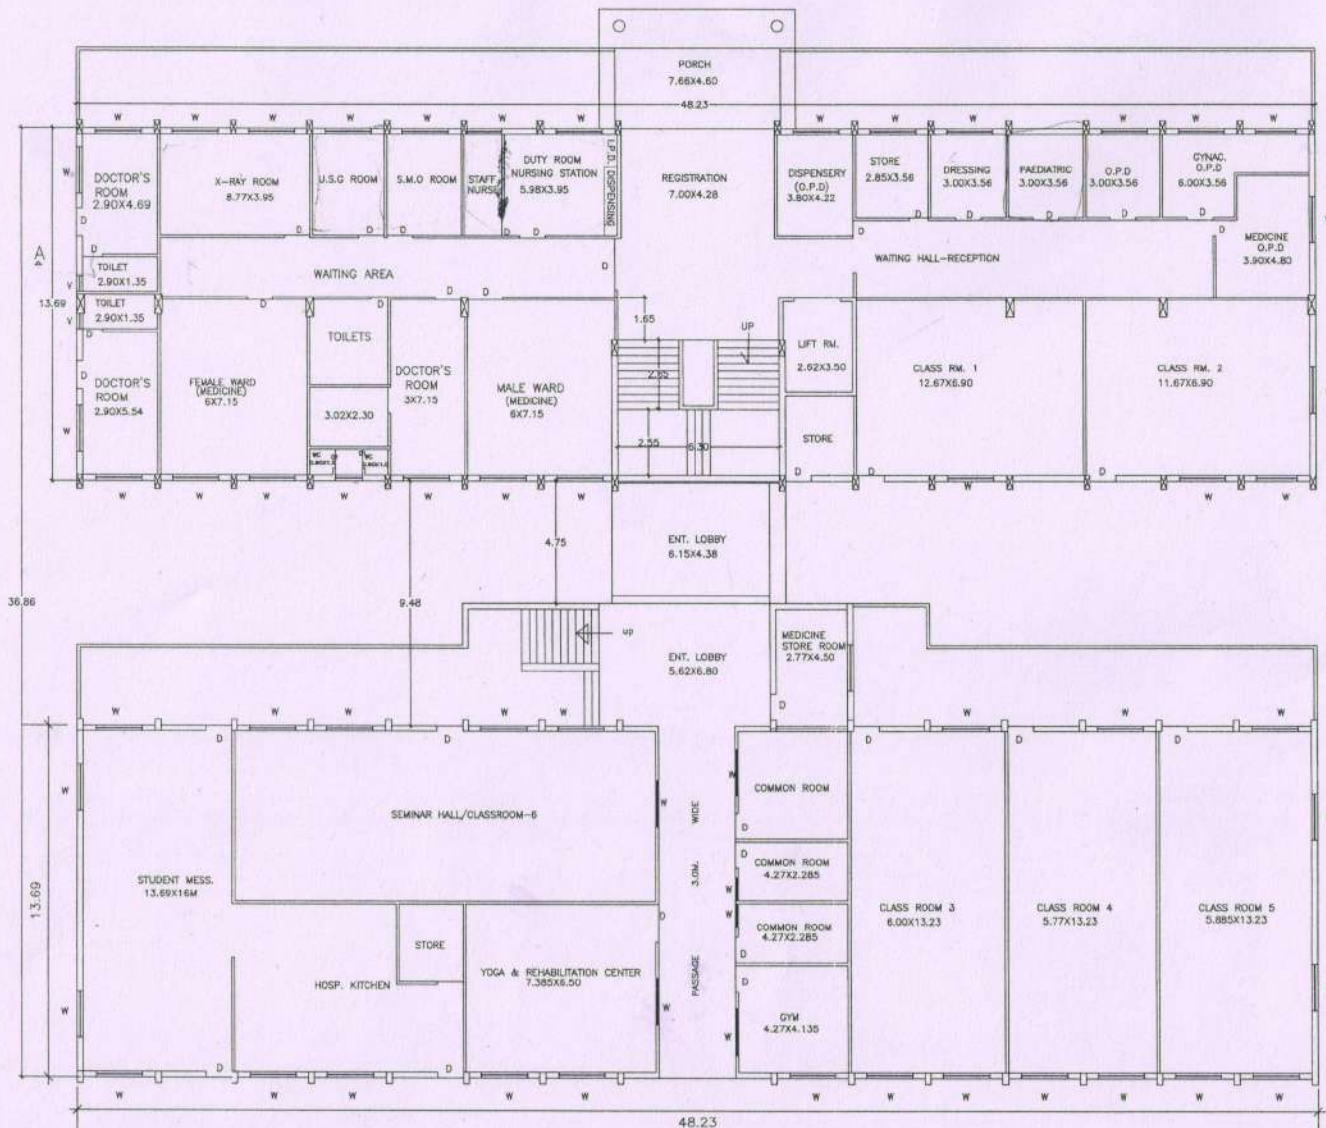 PORCH
7.66X4.60
48.23
W W W W W W W W W W W W W
DOCTOR'S
ROOM
2.90X4.69
X-RAY ROOM
8.77X3.95
U.S.G ROOM
S.M.O ROOM
STAFF
NURSE
DUTY ROOM
NURSING STATION
5.98X3.95
I.P.D. DISPENSING
REGISTRATION
7.00X4.28
DISPENSERY
(O.P.D)
3.80X4.22
STORE
2.85X3.56
DRESSING
3.00X3.56
PAEDIATRIC
3.00X3.56
O.P.D
3.00X3.56
GYNAC.
O.P.D
6.00X3.56
MEDICINE
O.P.D
3.90X4.80
A
13.69
TOILET
2.90X1.35
TOILET
2.90X1.35
WAITING AREA
WAITING HALL-RECEPTION
DOCTOR'S
ROOM
2.90X5.54
FEMALE WARD
(MEDICINE)
6X7.15
TOILETS
3.02X2.30
WC
WC
DOCTOR'S
ROOM
3X7.15
MALE WARD
(MEDICINE)
6X7.15
1.65
UP
2.55
6.30
LIFT RM.
2.62X3.50
STORE
CLASS RM. 1
12.67X6.90
CLASS RM. 2
11.67X6.90
W W W W W W W W W
36.86
9.48
4.75
ENT. LOBBY
6.15X4.38
UP
ENT. LOBBY
5.62X6.80
MEDICINE
STORE ROOM
2.77X4.50
W W W W W W W W
13.69
STUDENT MESS.
13.69X16M
SEMINAR HALL/CLASSROOM-6
HOSP. KITCHEN
STORE
YOGA & REHABILITATION CENTER
7.385X6.50
PASSAGE 3.0M. WIDE
COMMON ROOM
COMMON ROOM
4.27X2.285
COMMON ROOM
4.27X2.285
GYM
4.27X4.135
CLASS ROOM 3
6.00X13.23
CLASS ROOM 4
5.77X13.23
CLASS ROOM 5
5.885X13.23
W W W W W W W W W W W
48.23